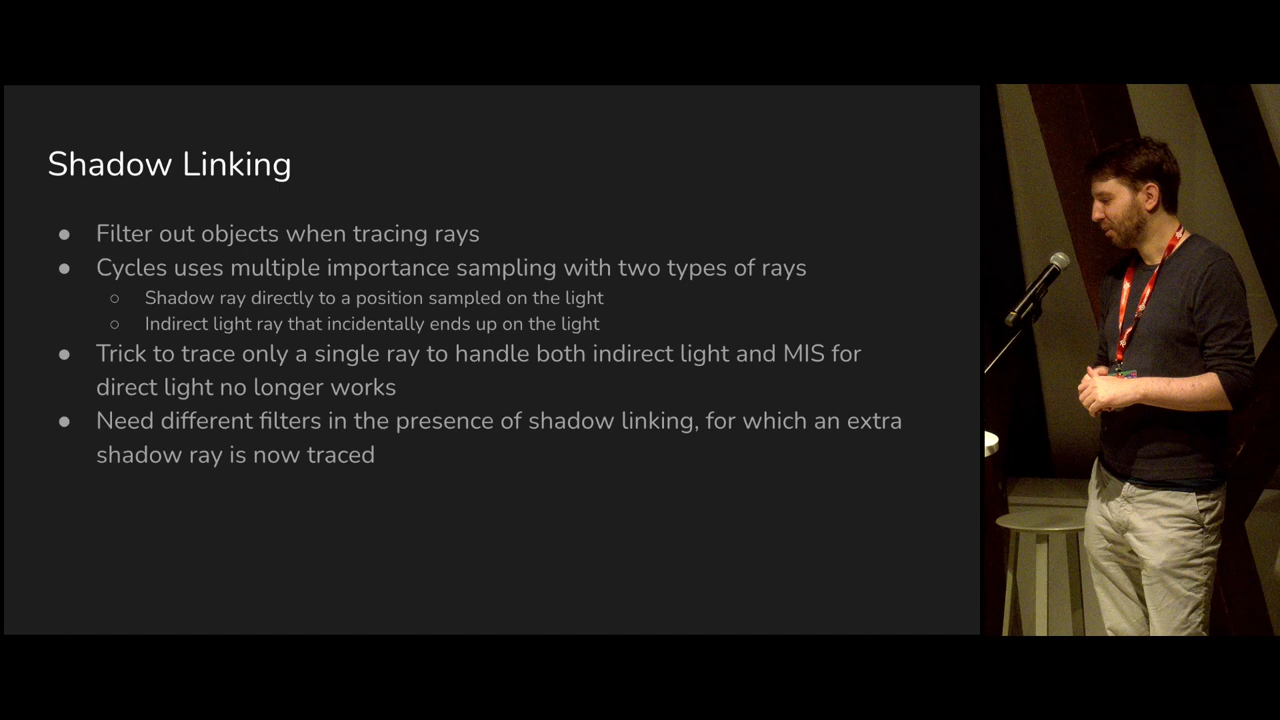 Shadow Linking
● Filter out objects when tracing rays
● Cycles uses multiple importance sampling with two types of rays
○ Shadow ray directly to a position sampled on the light
○ Indirect light ray that incidentally ends up on the light
● Trick to trace only a single ray to handle both indirect light and MIS for
direct light no longer works
● Need different filters in the presence of shadow linking, for which an extra
shadow ray is now traced